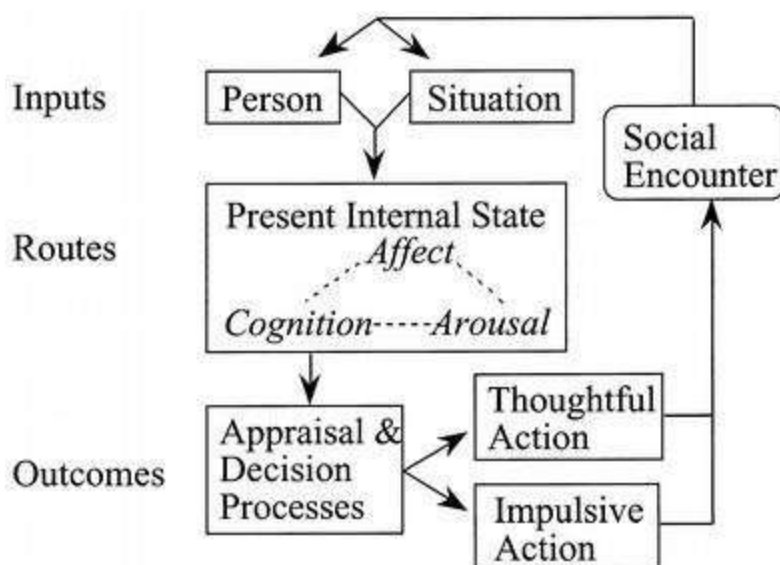 Inputs
Person
Situation
Social
Encounter
Routes
Present Internal State
Affect
Cognition
Arousal
Outcomes
Appraisal &
Decision
Processes
Thoughtful
Action
Impulsive
Action